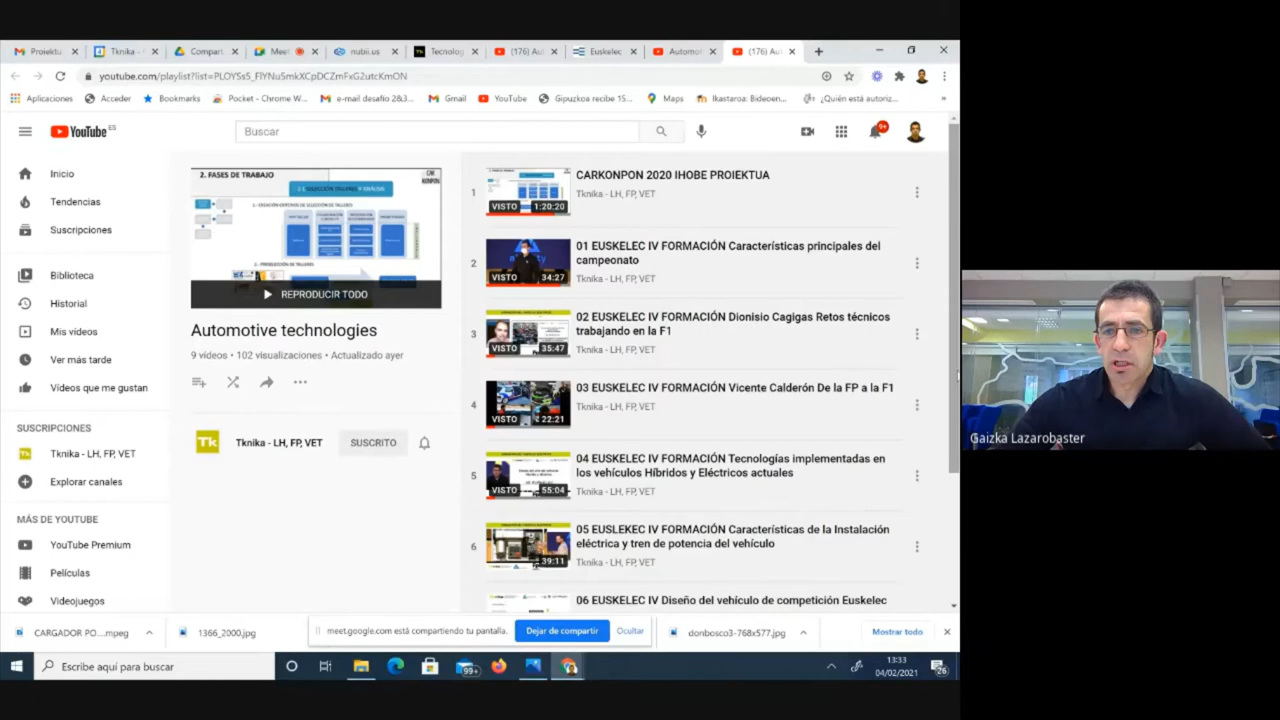 Proiektu
Tknika -
Compart
Meet
nubii.us
Tecnolog
(176) Au
Euskelec
Automo
(176) Au
youtube.com/playlist?list=PLOYSs5_FlYNu5mkXCpDCZmFxG2utcKmON
Aplicaciones
Acceder
Bookmarks
Pocket - Chrome W...
e-mail desafío 2&3...
Gmail
YouTube
Gipuzkoa recibe 15...
Maps
Ikastaroa: Bideoen...
¿Quién está autoriz...
»
YouTube ES
Buscar
9+
Inicio
Tendencias
Suscripciones
Biblioteca
Historial
Mis vídeos
Ver más tarde
Vídeos que me gustan
SUSCRIPCIONES
Tknika - LH, FP, VET
Explorar canales
MÁS DE YOUTUBE
YouTube Premium
Películas
Videojuegos
2. FASES DE TRABAJO
CAR
KONPON
REPRODUCIR TODO
Automotive technologies
9 vídeos • 102 visualizaciones • Actualizado ayer
Tk
Tknika - LH, FP, VET
SUSCRITO
1
VISTO
1:20:20
CARKONPON 2020 IHOBE PROIEKTUA
Tknika - LH, FP, VET
2
VISTO
34:27
01 EUSKELEC IV FORMACIÓN Características principales del
campeonato
Tknika - LH, FP, VET
3
VISTO
35:47
02 EUSKELEC IV FORMACIÓN Dionisio Cagigas Retos técnicos
trabajando en la F1
Tknika - LH, FP, VET
4
VISTO
22:21
03 EUSKELEC IV FORMACIÓN Vicente Calderón De la FP a la F1
Tknika - LH, FP, VET
5
VISTO
55:04
04 EUSKELEC IV FORMACIÓN Tecnologías implementadas en
los vehículos Híbridos y Eléctricos actuales
Tknika - LH, FP, VET
6
39:11
05 EUSLEKEC IV FORMACIÓN Características de la Instalación
eléctrica y tren de potencia del vehículo
Tknika - LH, FP, VET
06 EUSKELEC IV Diseño del vehículo de competición Euskelec
Gaizka Lazarobaster
CARGADOR PO....mpeg
1366_2000.jpg
meet.google.com está compartiendo tu pantalla.
Dejar de compartir
Ocultar
donbosco3-768x577.jpg
Mostrar todo
Escribe aquí para buscar
99+
13:33
04/02/2021
26